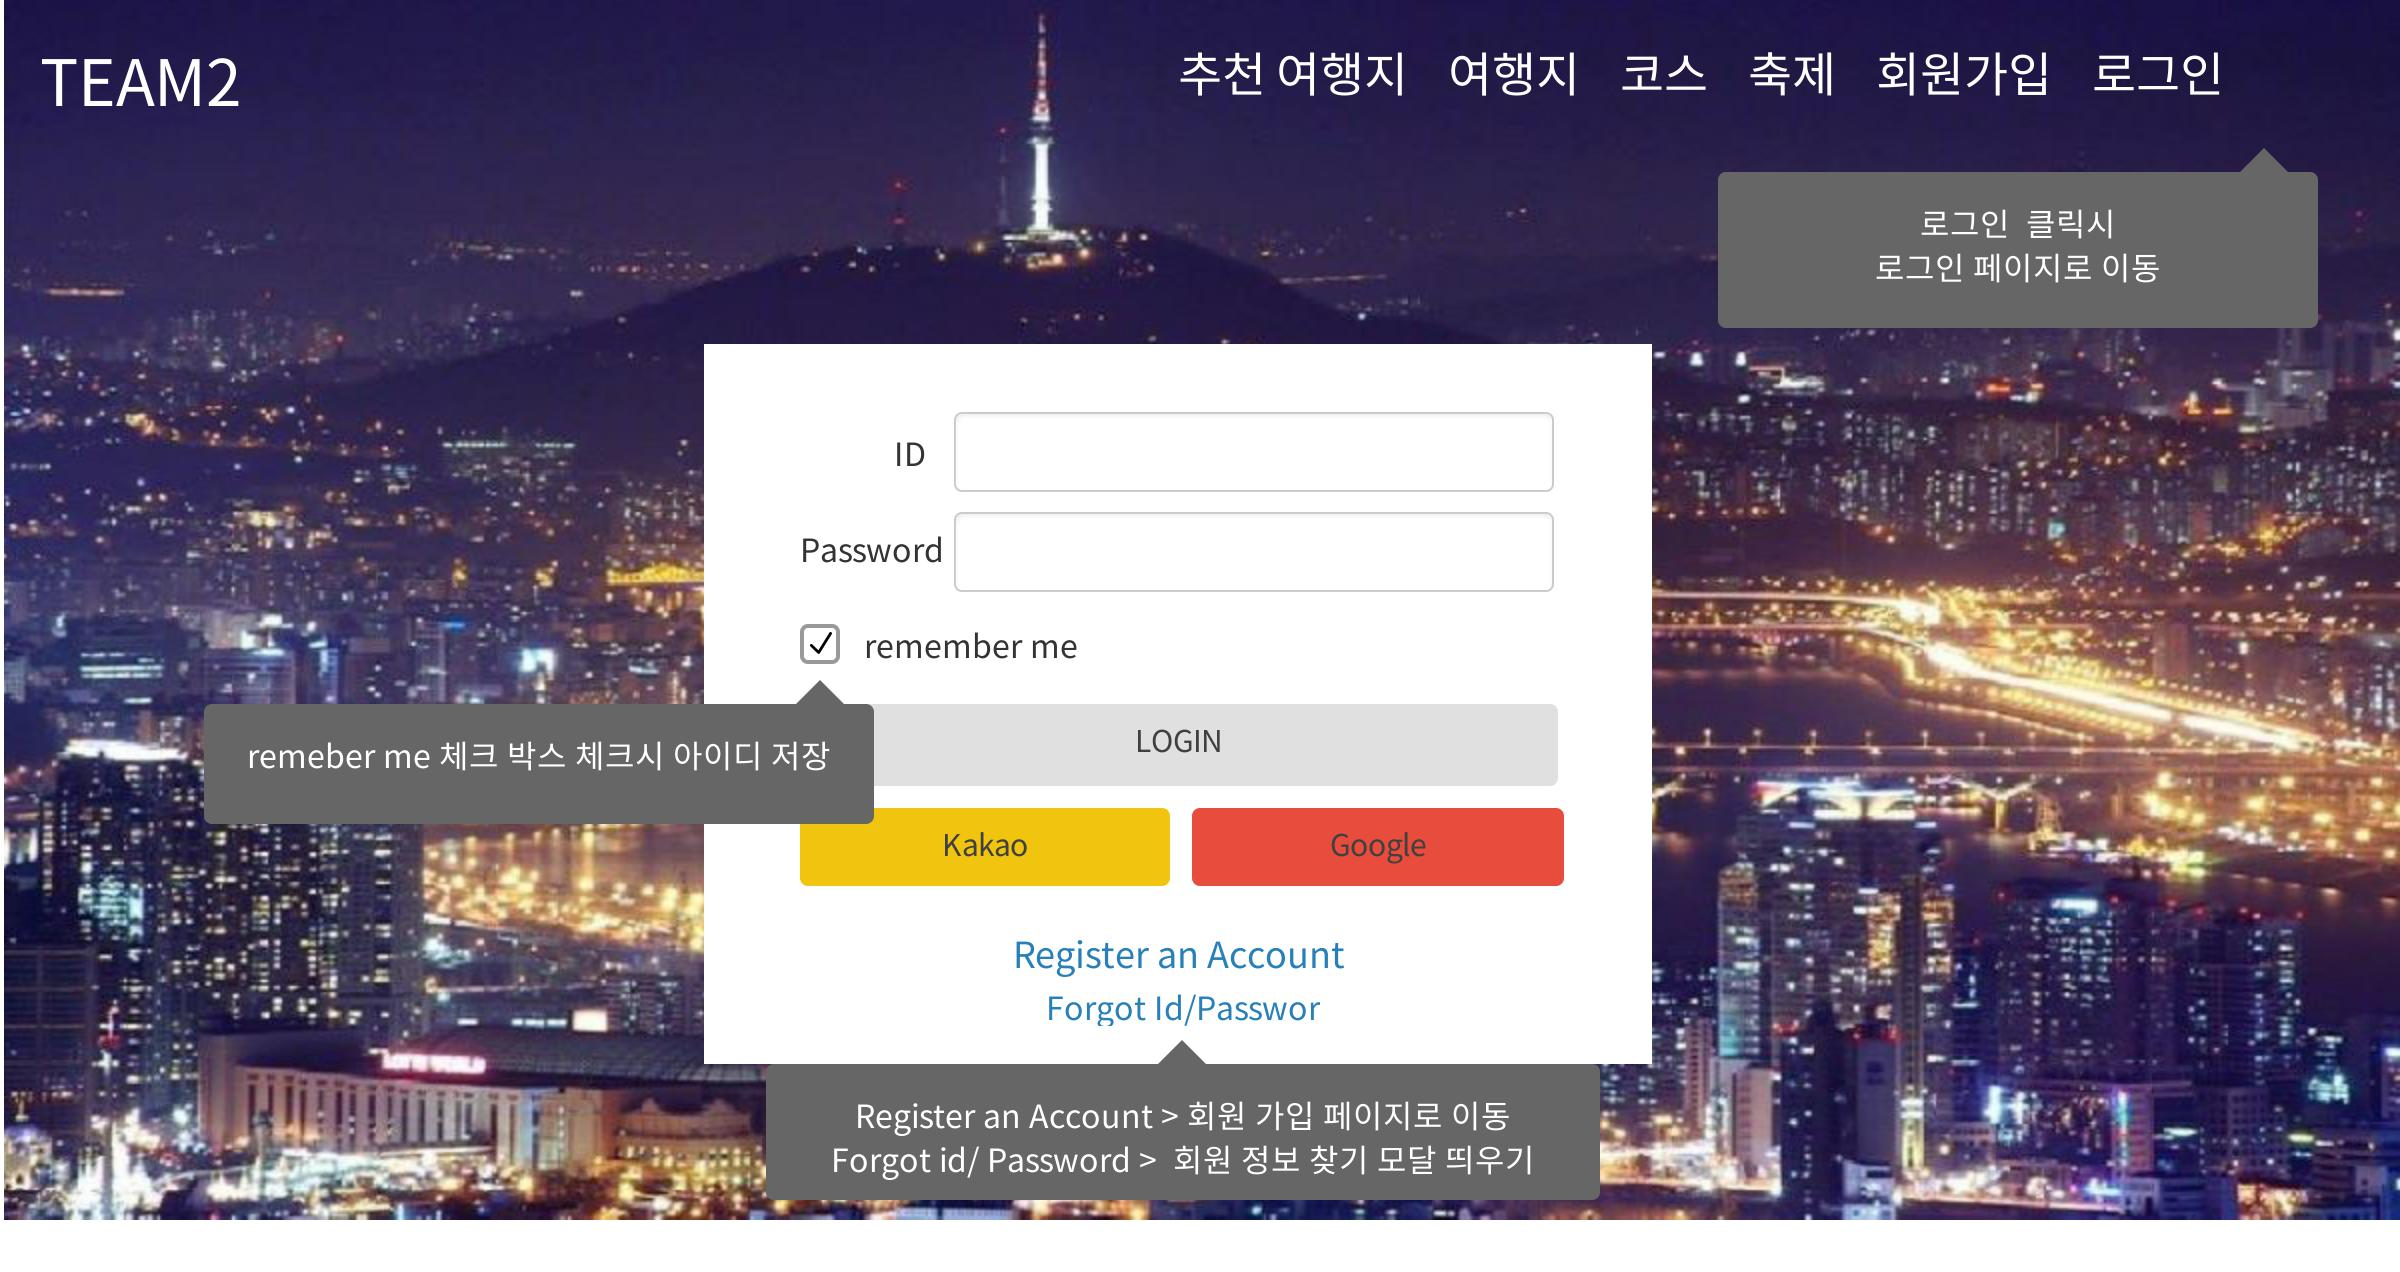 TEAM2
추천 여행지 여행지 코스 축제 회원가입 로그인
로그인 클릭시
로그인 페이지로 이동
ID
Password
remember me
remeber me 체크 박스 체크시 아이디 저장
LOGIN
Kakao Google
Register an Account
Forgot Id/Passwor
Register an Account > 회원 가입 페이지로 이동
Forgot id/ Password > 회원 정보 찾기 모달 띄우기
LOTTE WORLD